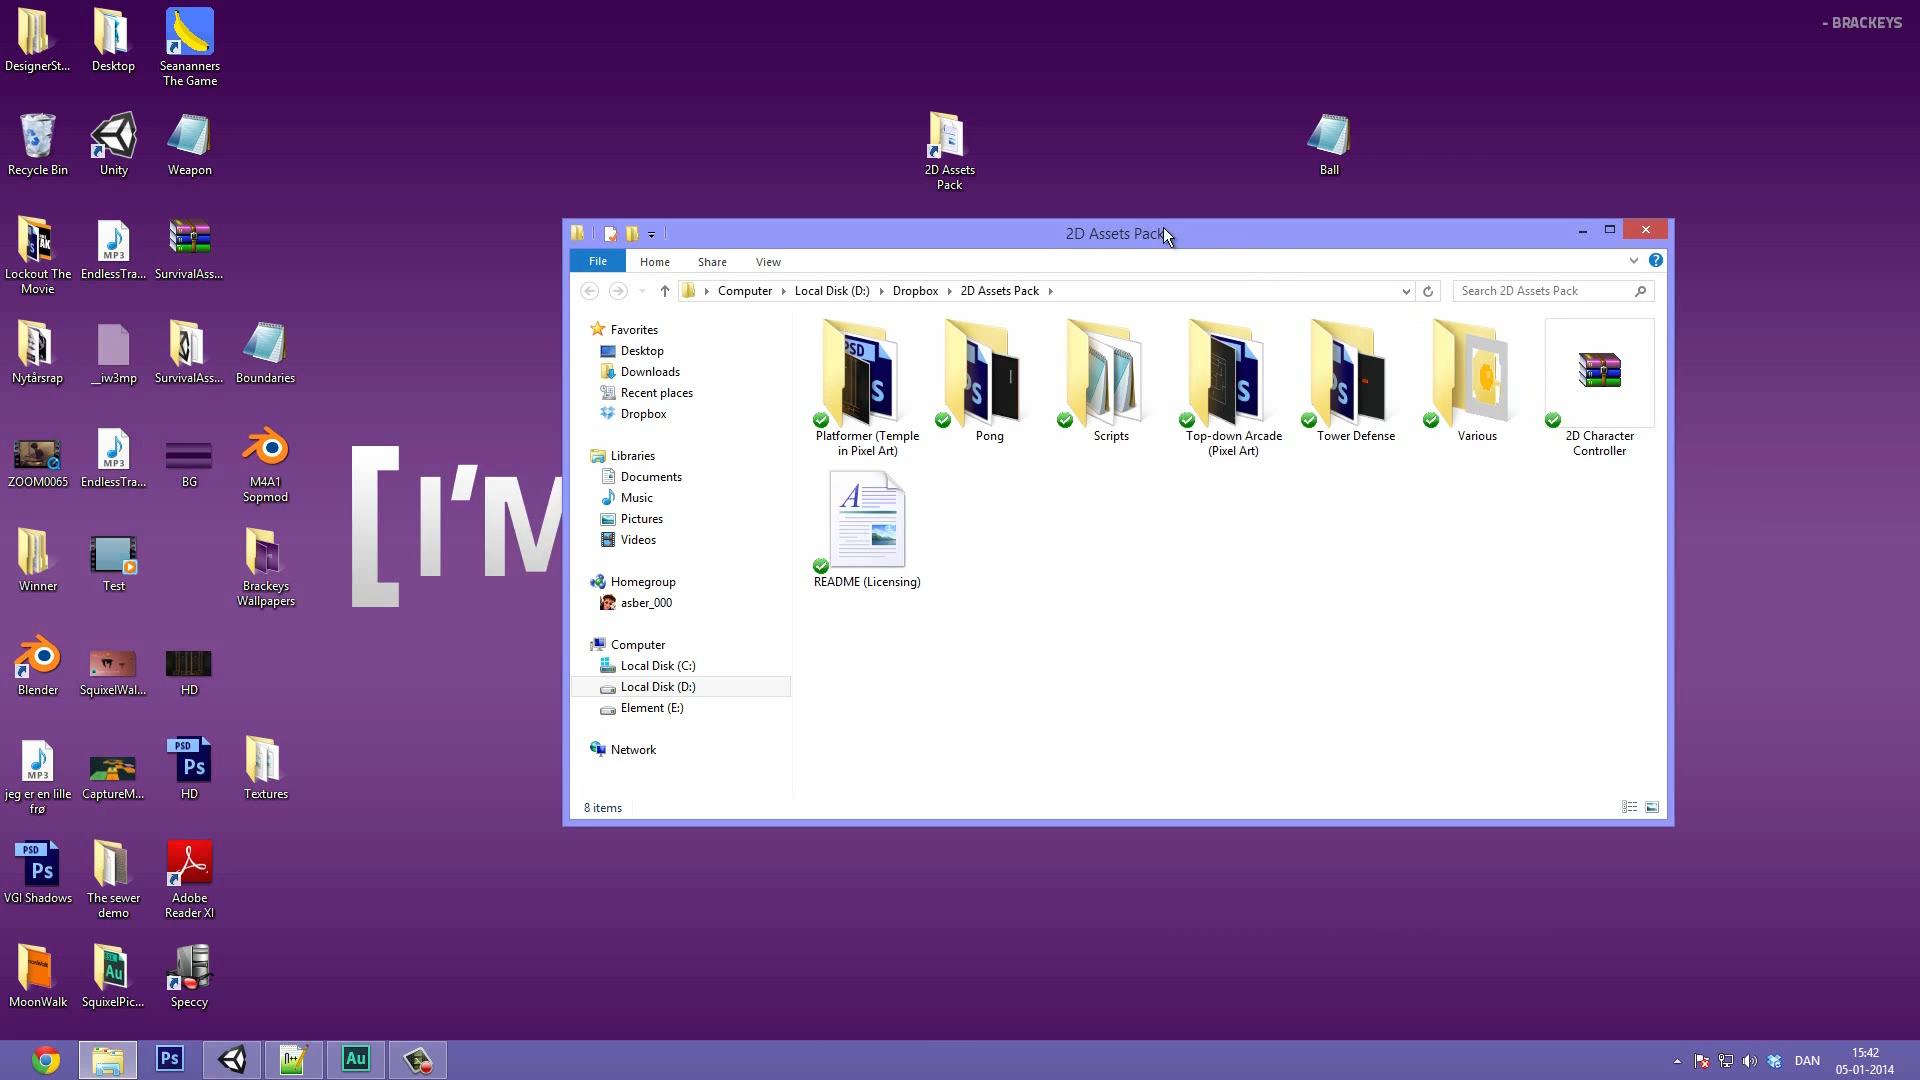 - BRACKEYS
DesignerSt...
Desktop
Seananners
The Game
Recycle Bin
Unity
Weapon
2D Assets
Pack
Ball
Lockout The
Movie
EndlessTra...
SurvivalAss...
Nytårsrap
__iw3mp
SurvivalAss...
Boundaries
ZOOM0065
EndlessTra...
BG
M4A1
Sopmod
Winner
Test
Brackeys
Wallpapers
Blender
SquixelWal...
HD
jeg er en lille
frø
CaptureM...
HD
Textures
VGI Shadows
The sewer
demo
Adobe
Reader XI
MoonWalk
SquixelPic...
Speccy
[I'M
2D Assets Pack
File
Home
Share
View
Computer
Local Disk (D:)
Dropbox
2D Assets Pack
Search 2D Assets Pack
Favorites
Desktop
Downloads
Recent places
Dropbox
Libraries
Documents
Music
Pictures
Videos
Homegroup
asber_000
Computer
Local Disk (C:)
Local Disk (D:)
Element (E:)
Network
Platformer (Temple
in Pixel Art)
Pong
Scripts
Top-down Arcade
(Pixel Art)
Tower Defense
Various
2D Character
Controller
README (Licensing)
8 items
DAN
15:42
05-01-2014